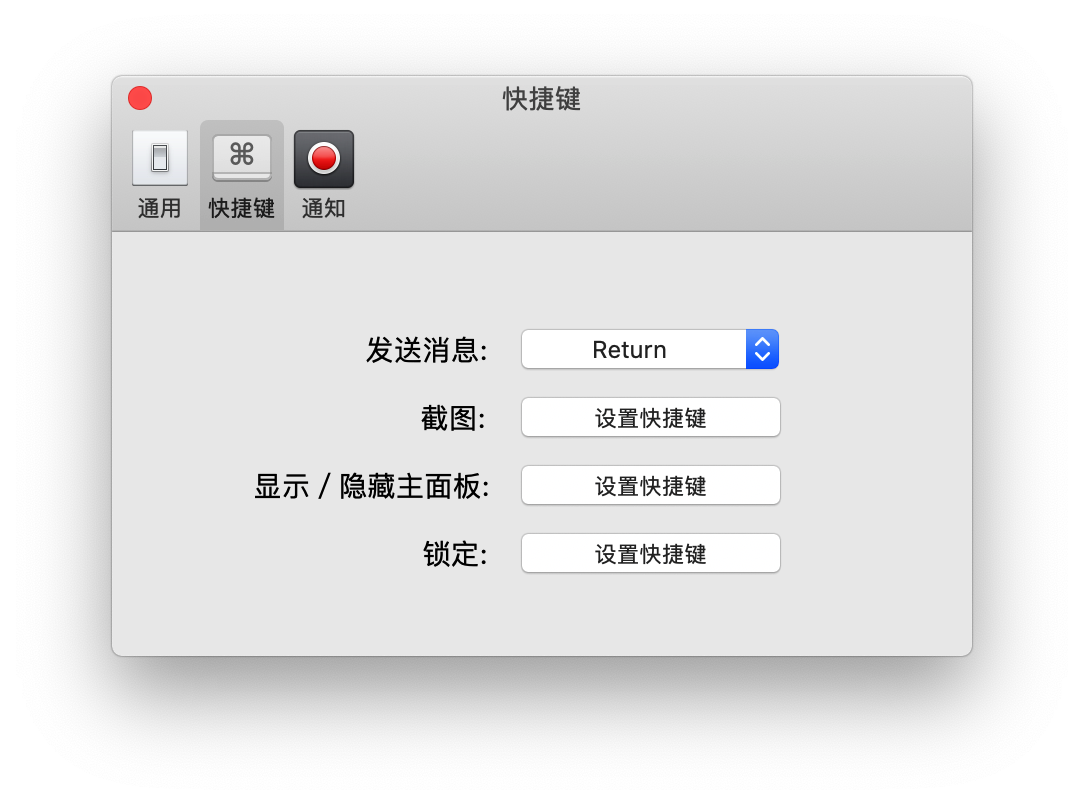 快捷键
通用 快捷键 通知
发送消息: Return
截图: 设置快捷键
显示 / 隐藏主面板: 设置快捷键
锁定: 设置快捷键